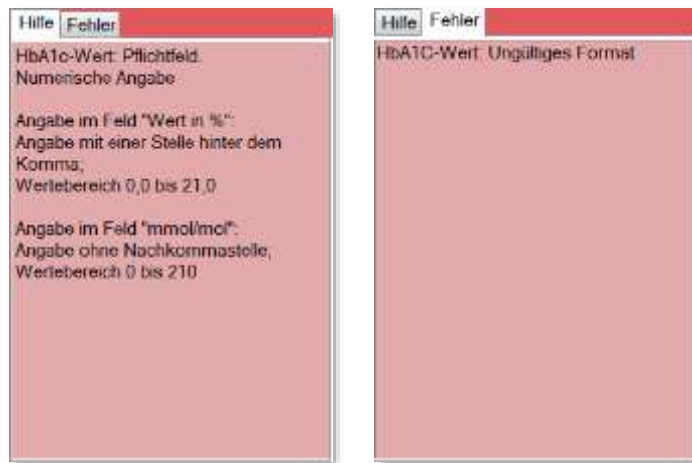 Hilfe Fehler
HbA1c-Wert: Pflichtfeld.
Numerische Angabe
Angabe im Feld "Wert in %":
Angabe mit einer Stelle hinter dem
Komma;
Wertebereich 0,0 bis 21,0
Angabe im Feld "mmol/mol":
Angabe ohne Nachkommastelle,
Wertebereich 0 bis 210
Hilfe Fehler
HbA1C-Wert: Ungültiges Format